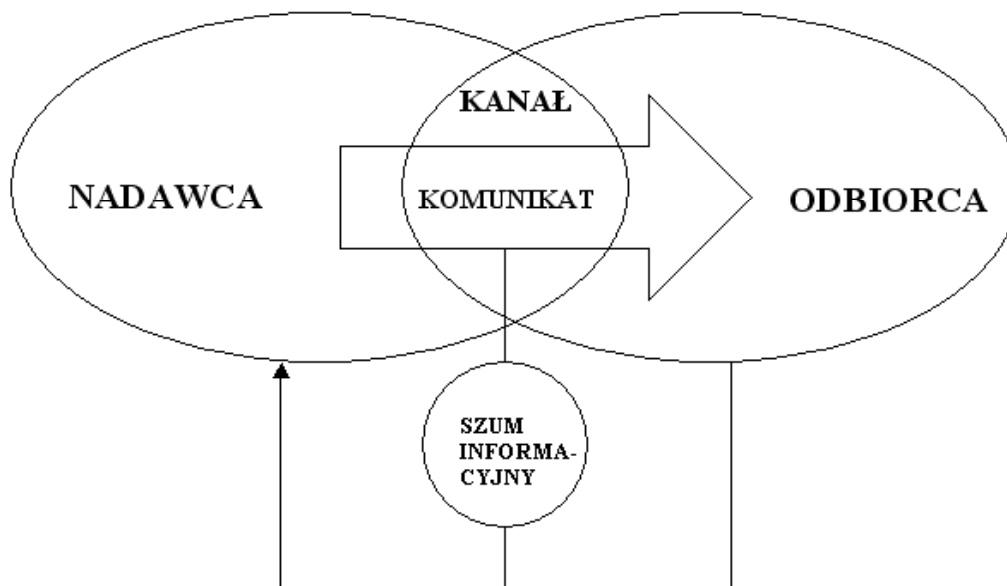 KANAŁ
NADAWCA
KOMUNIKAT
ODBIORCA
SZUM
INFORMA-
CYJNY